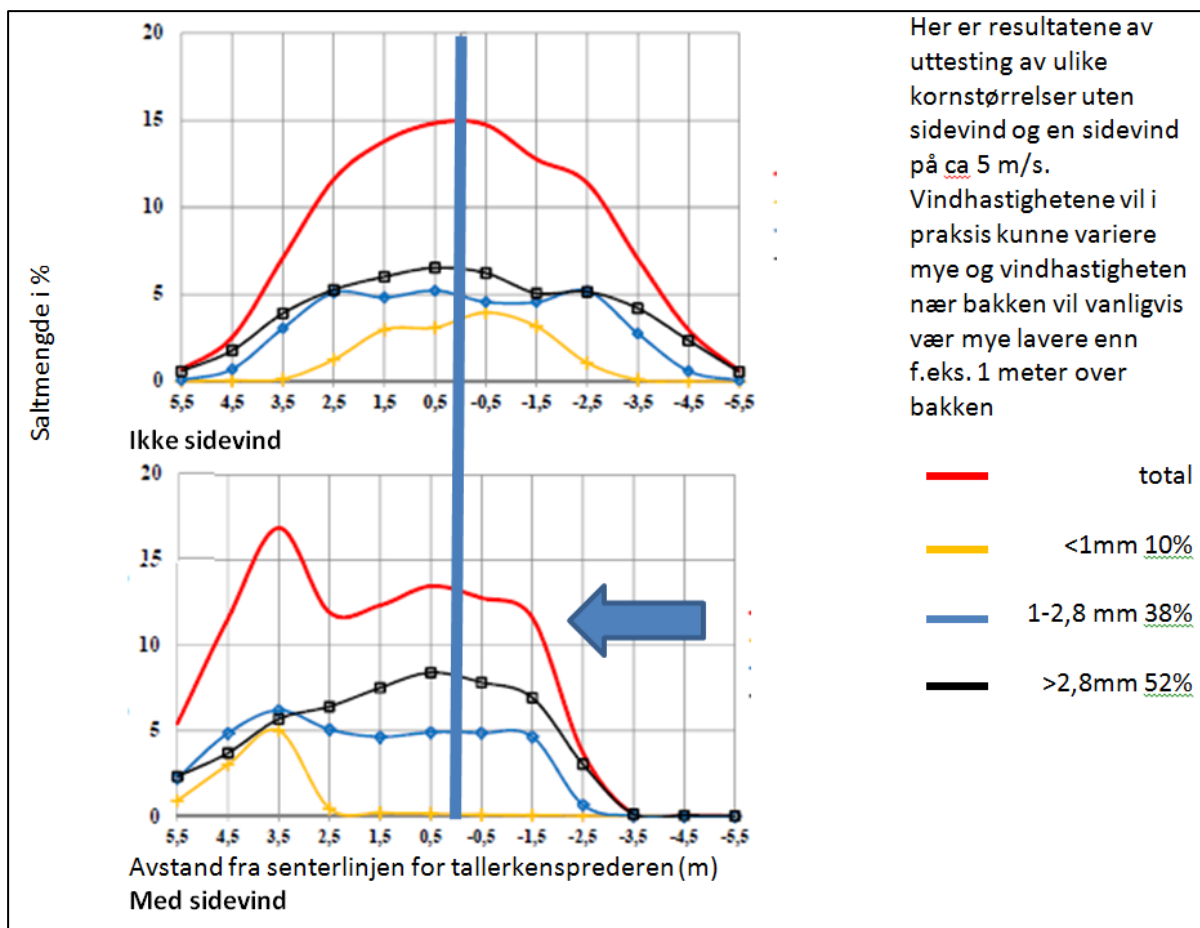 Saltmengde i %
20
15
10
5
0
5,5 4,5 3,5 2,5 1,5 0,5 -0,5 -1,5 -2,5 -3,5 -4,5 -5,5
Ikke sidevind
20
15
10
5
0
5,5 4,5 3,5 2,5 1,5 0,5 -0,5 -1,5 -2,5 -3,5 -4,5 -5,5
Avstand fra senterlinjen for tallerkensprederen (m)
Med sidevind
Her er resultatene av
uttesting av ulike
kornstørrelser uten
sidevind og en sidevind
på ca 5 m/s.
Vindhastighetene vil i
praksis kunne variere
mye og vindhastigheten
nær bakken vil vanligvis
vær mye lavere enn
f.eks. 1 meter over
bakken
total
<1mm 10%
1-2,8 mm 38%
>2,8mm 52%